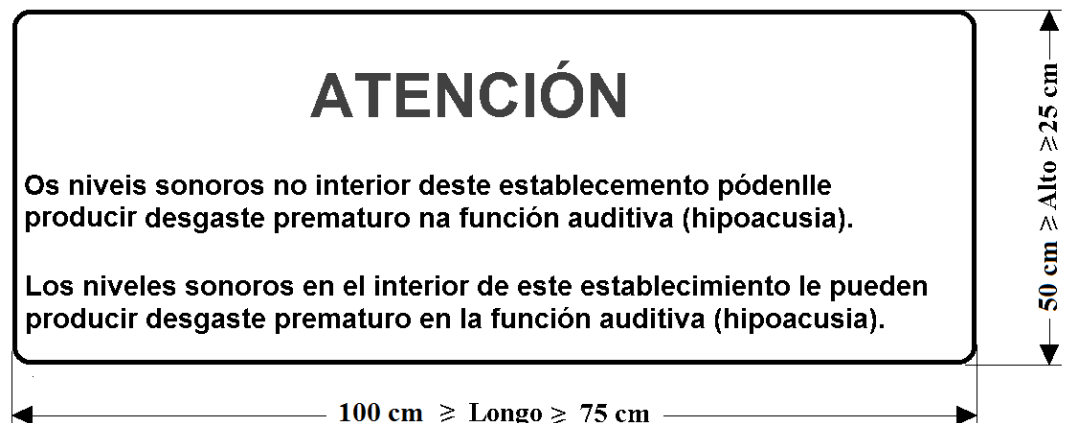 ATENCIÓN
Os niveis sonoros no interior deste establecemento pódenlle
producir desgaste prematuro na función auditiva (hipoacusia).
Los niveles sonoros en el interior de este establecimiento le pueden
producir desgaste prematuro en la función auditiva (hipoacusia).
50 cm ≥ Alto ≥25 cm
100 cm ≥ Longo ≥ 75 cm